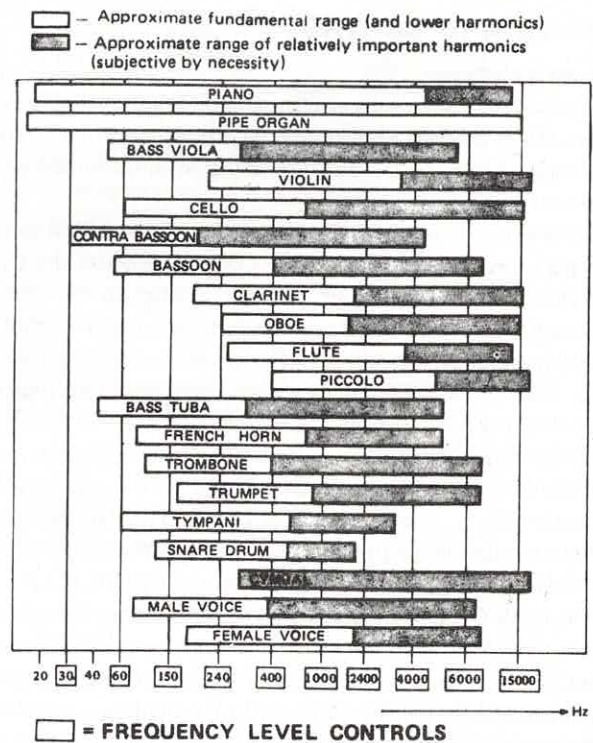 – Approximate fundamental range (and lower harmonics)
– Approximate range of relatively important harmonics
(subjective by necessity)
PIANO
PIPE ORGAN
BASS VIOLA
VIOLIN
CELLO
CONTRA BASSOON
BASSOON
CLARINET
OBOE
FLUTE
PICCOLO
BASS TUBA
FRENCH HORN
TROMBONE
TRUMPET
TYMPANI
SNARE DRUM
CYMBAL
MALE VOICE
FEMALE VOICE
20 30 40 60 150 240 400 1000 2400 4000 6000 15000
Hz
= FREQUENCY LEVEL CONTROLS